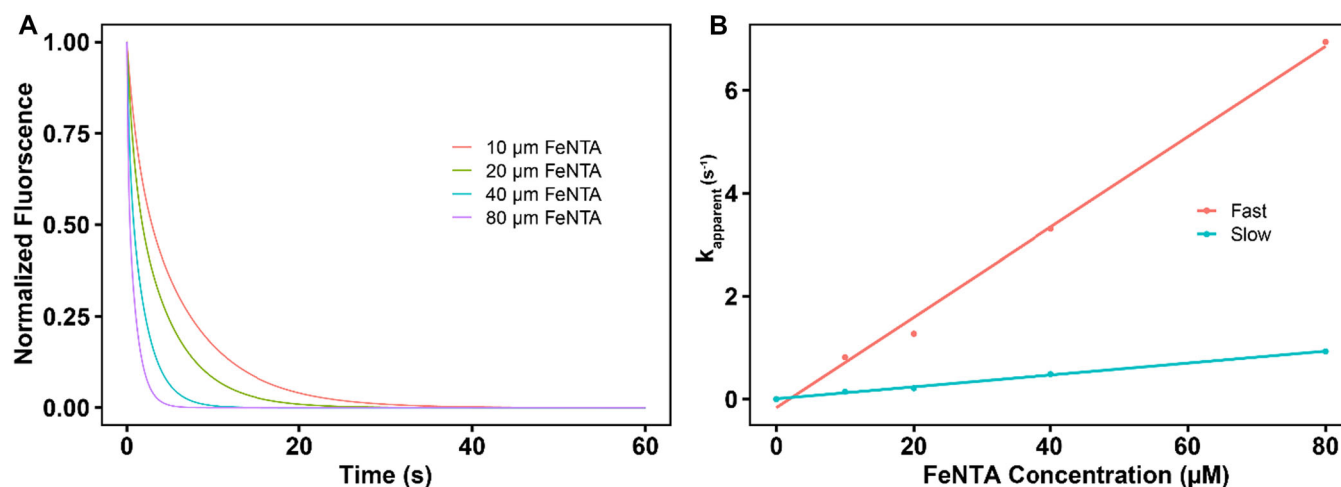 A
Normalized Fluorscence
1.00
0.75
0.50
0.25
0.00
10 µm FeNTA
20 µm FeNTA
40 µm FeNTA
80 µm FeNTA
0 20 40 60
Time (s)
B
k apparent (s⁻¹)
6
4
2
0
Fast
Slow
0 20 40 60 80
FeNTA Concentration (µM)